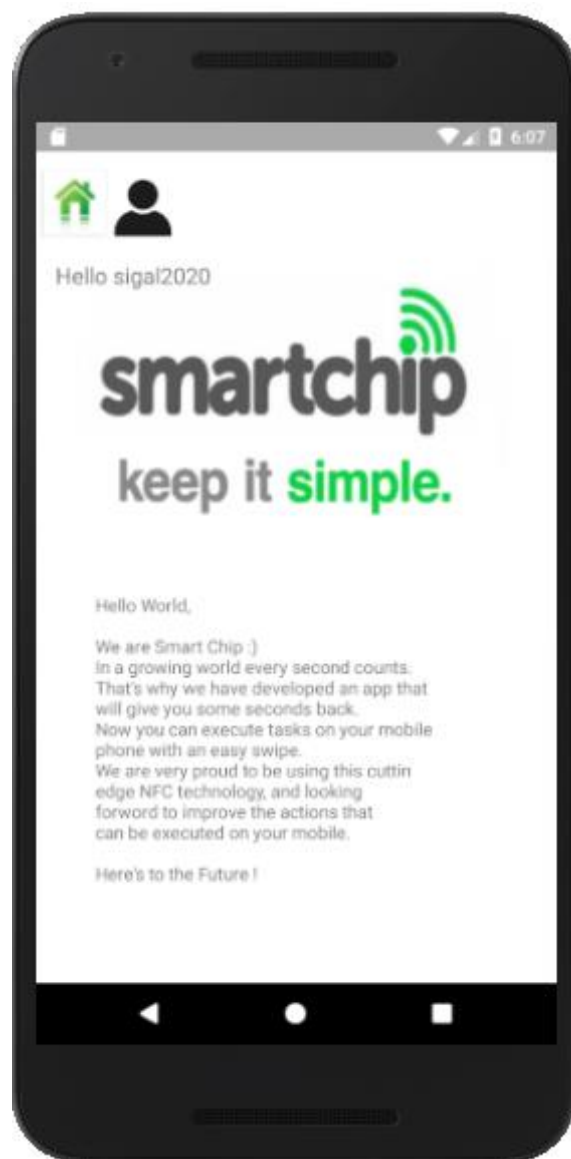 6:07
Hello sigal2020
smartchip
keep it simple.
Hello World,
We are Smart Chip :)
In a growing world every second counts.
That's why we have developed an app that
will give you some seconds back.
Now you can execute tasks on your mobile
phone with an easy swipe.
We are very proud to be using this cuttin
edge NFC technology, and looking
forword to improve the actions that
can be executed on your mobile.
Here's to the Future !